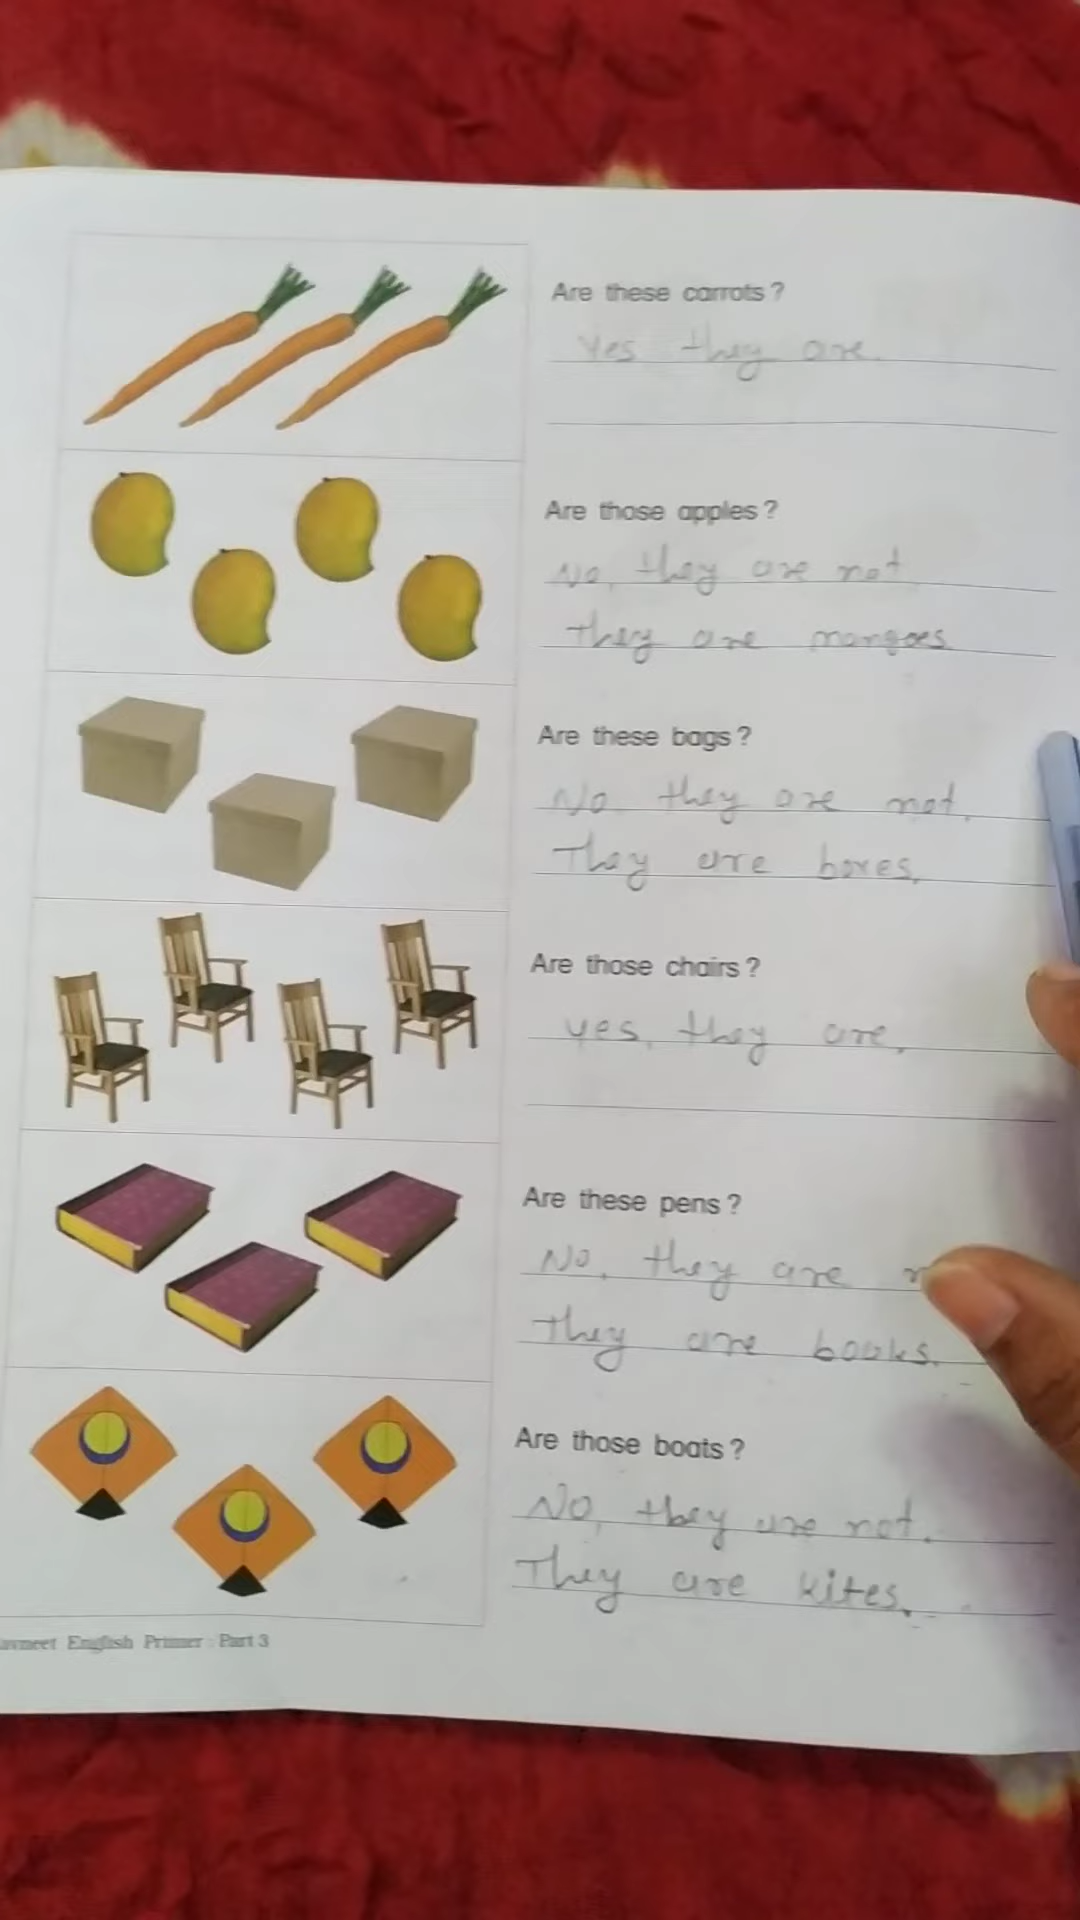 Are these carrots?
Yes they are.
Are those apples?
No, they are not
They are mangoes
Are these bags?
No they are not.
They are boxes.
Are those chairs?
yes, they are.
Are these pens?
No, they are
They are books.
Are those boats?
No, they are not.
They are kites.
English Primer : Part 3